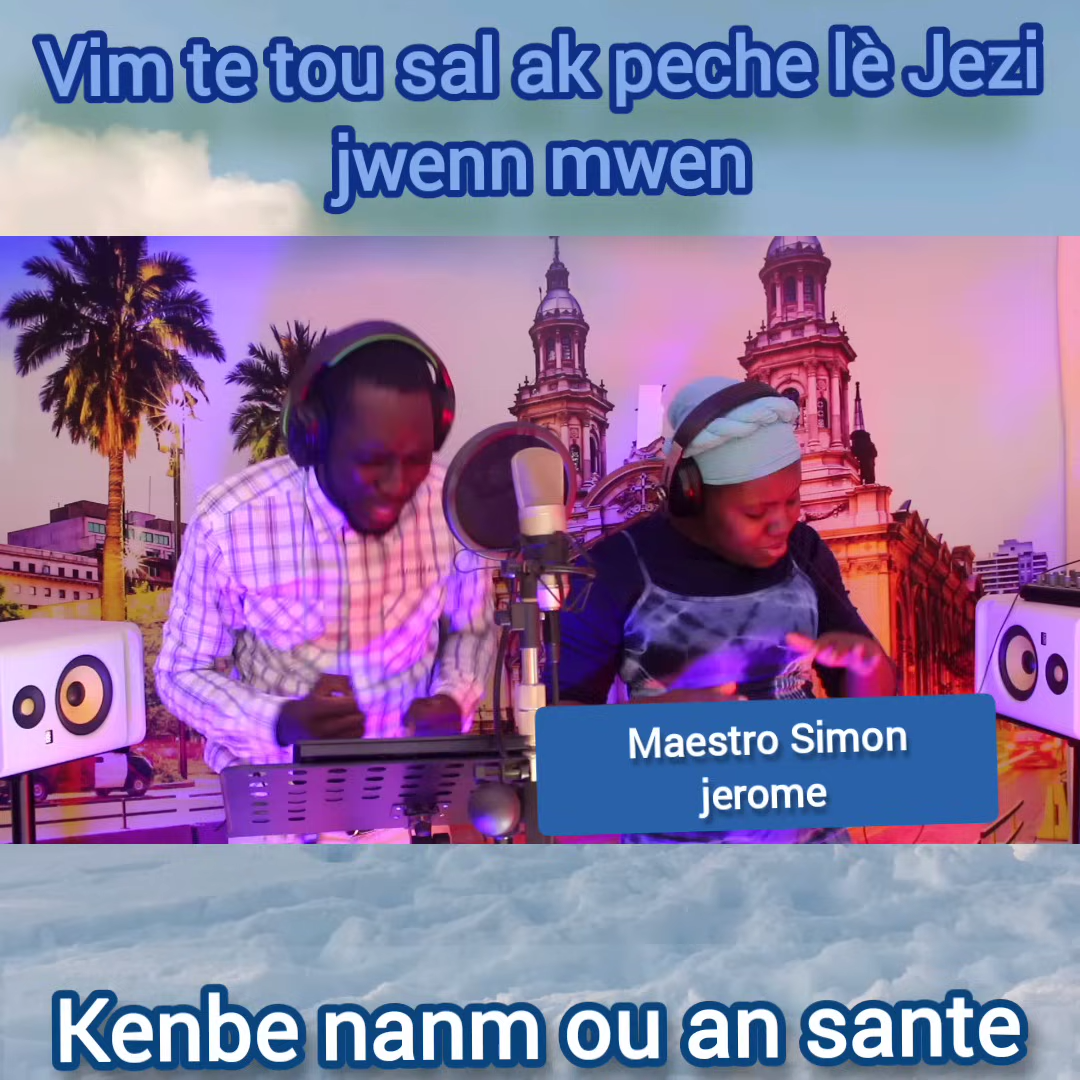 Vim te tou sal ak peche lè Jezi
jwenn mwen
Maestro Simon
jerome
Kenbe nanm ou an sante